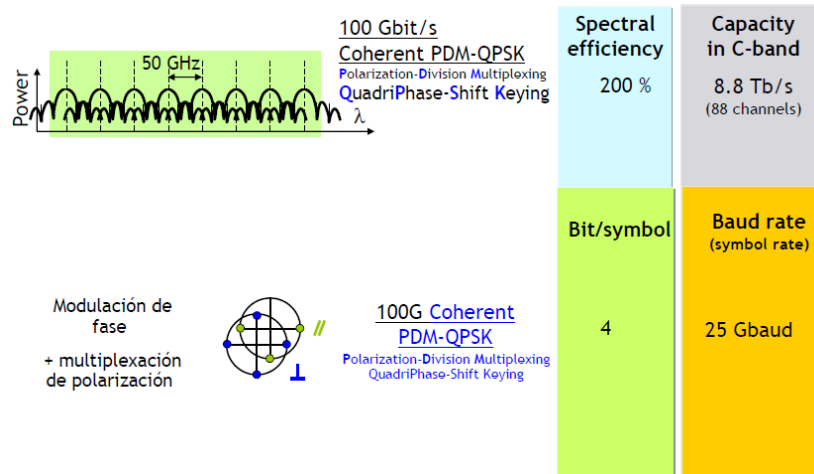 100 Gbit/s
Coherent PDM-QPSK
Polarization-Division Multiplexing
QuadriPhase-Shift Keying
50 GHz
Power
λ
Spectral
efficiency
200 %
Capacity
in C-band
8.8 Tb/s
(88 channels)
Bit/symbol
4
Baud rate
(symbol rate)
25 Gbaud
Modulación de
fase
+ multiplexación
de polarización
//
⊥
100G Coherent
PDM-QPSK
Polarization-Division Multiplexing
QuadriPhase-Shift Keying